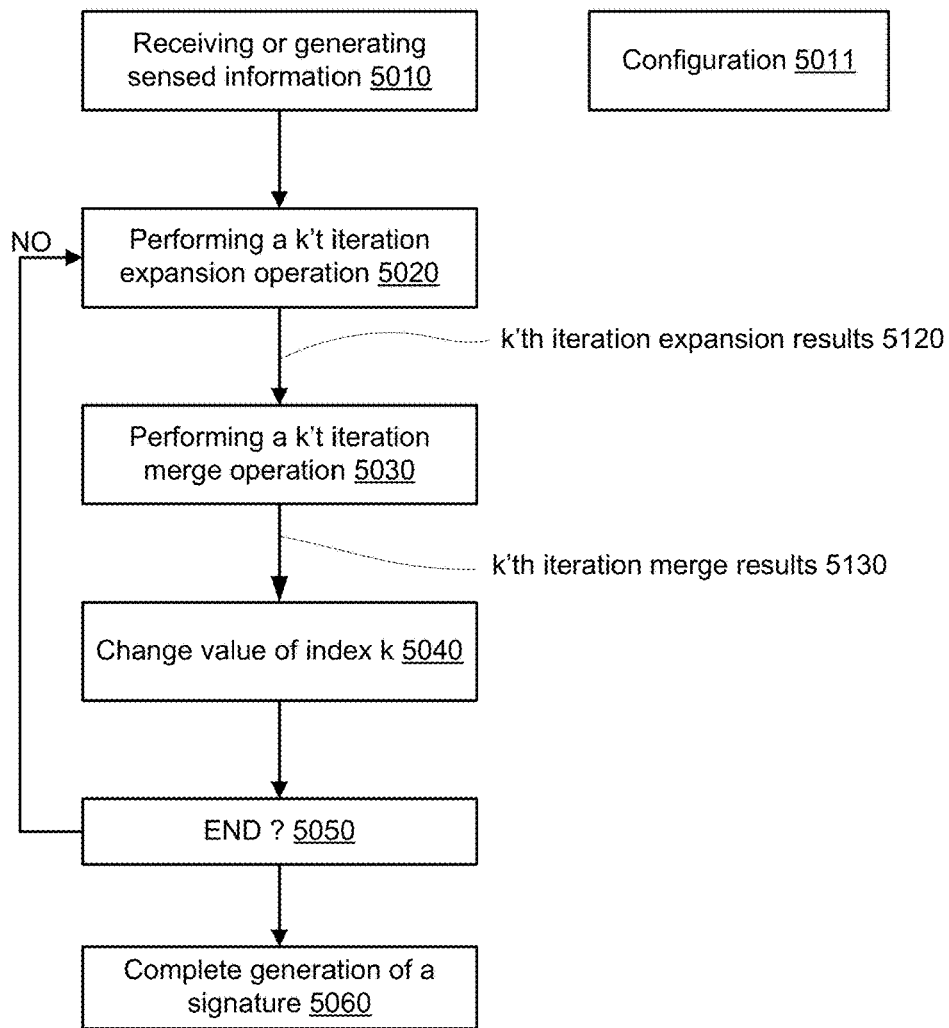 Receiving or generating
sensed information 5010
Configuration 5011
NO
Performing a k't iteration
expansion operation 5020
k'th iteration expansion results 5120
Performing a k't iteration
merge operation 5030
k'th iteration merge results 5130
Change value of index k 5040
END ? 5050
Complete generation of a
signature 5060